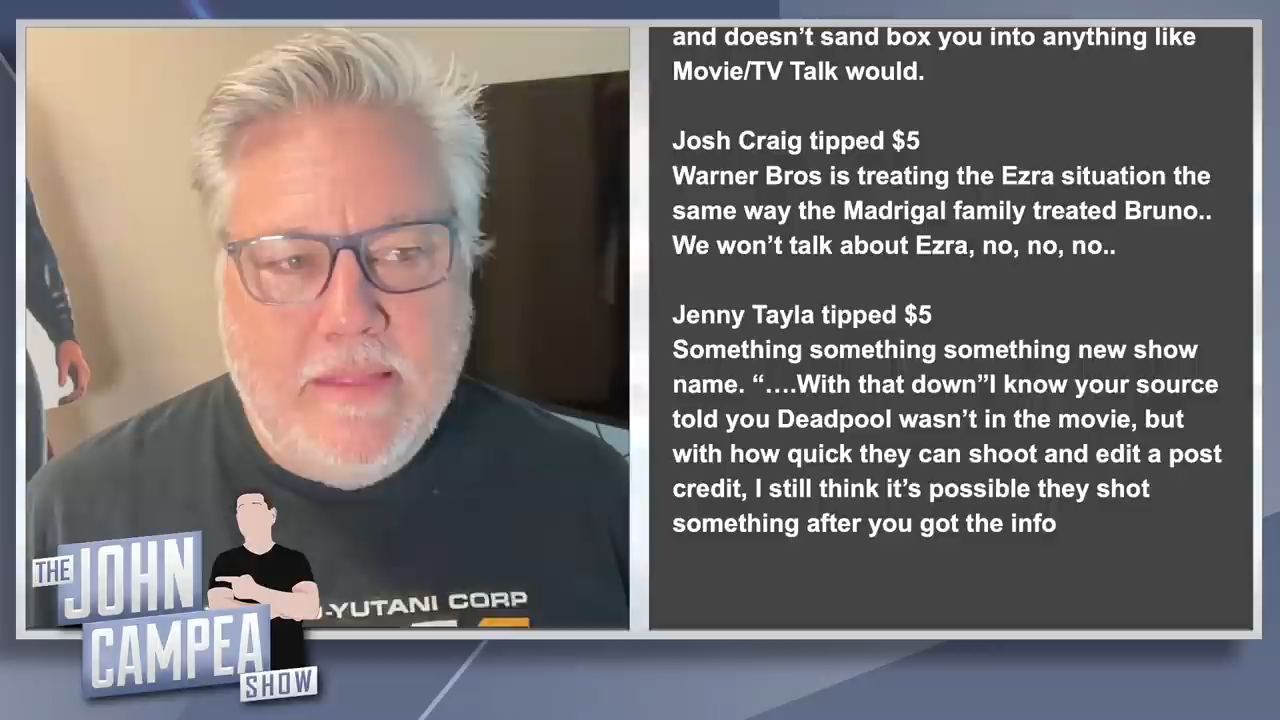 and doesn’t sand box you into anything like
Movie/TV Talk would.
Josh Craig tipped $5
Warner Bros is treating the Ezra situation the
same way the Madrigal family treated Bruno..
We won’t talk about Ezra, no, no, no..
Jenny Tayla tipped $5
Something something something new show
name. “….With that down”I know your source
told you Deadpool wasn’t in the movie, but
with how quick they can shoot and edit a post
credit, I still think it’s possible they shot
something after you got the info
-YUTANI CORP
THE
JOHN
CAMPEA
SHOW